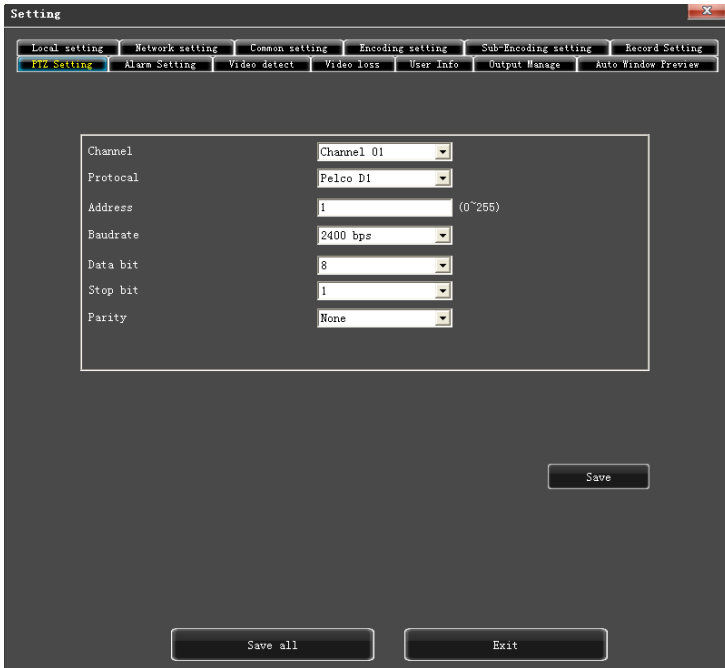 Setting
X
Local setting Network setting Common setting Encoding setting Sub-Encoding setting Record Setting
PTZ Setting Alarm Setting Video detect Video loss User Info Output Manage Auto Window Preview
Channel Channel 01
Protocal Pelco D1
Address 1 (0~255)
Baudrate 2400 bps
Data bit 8
Stop bit 1
Parity None
Save
Save all Exit